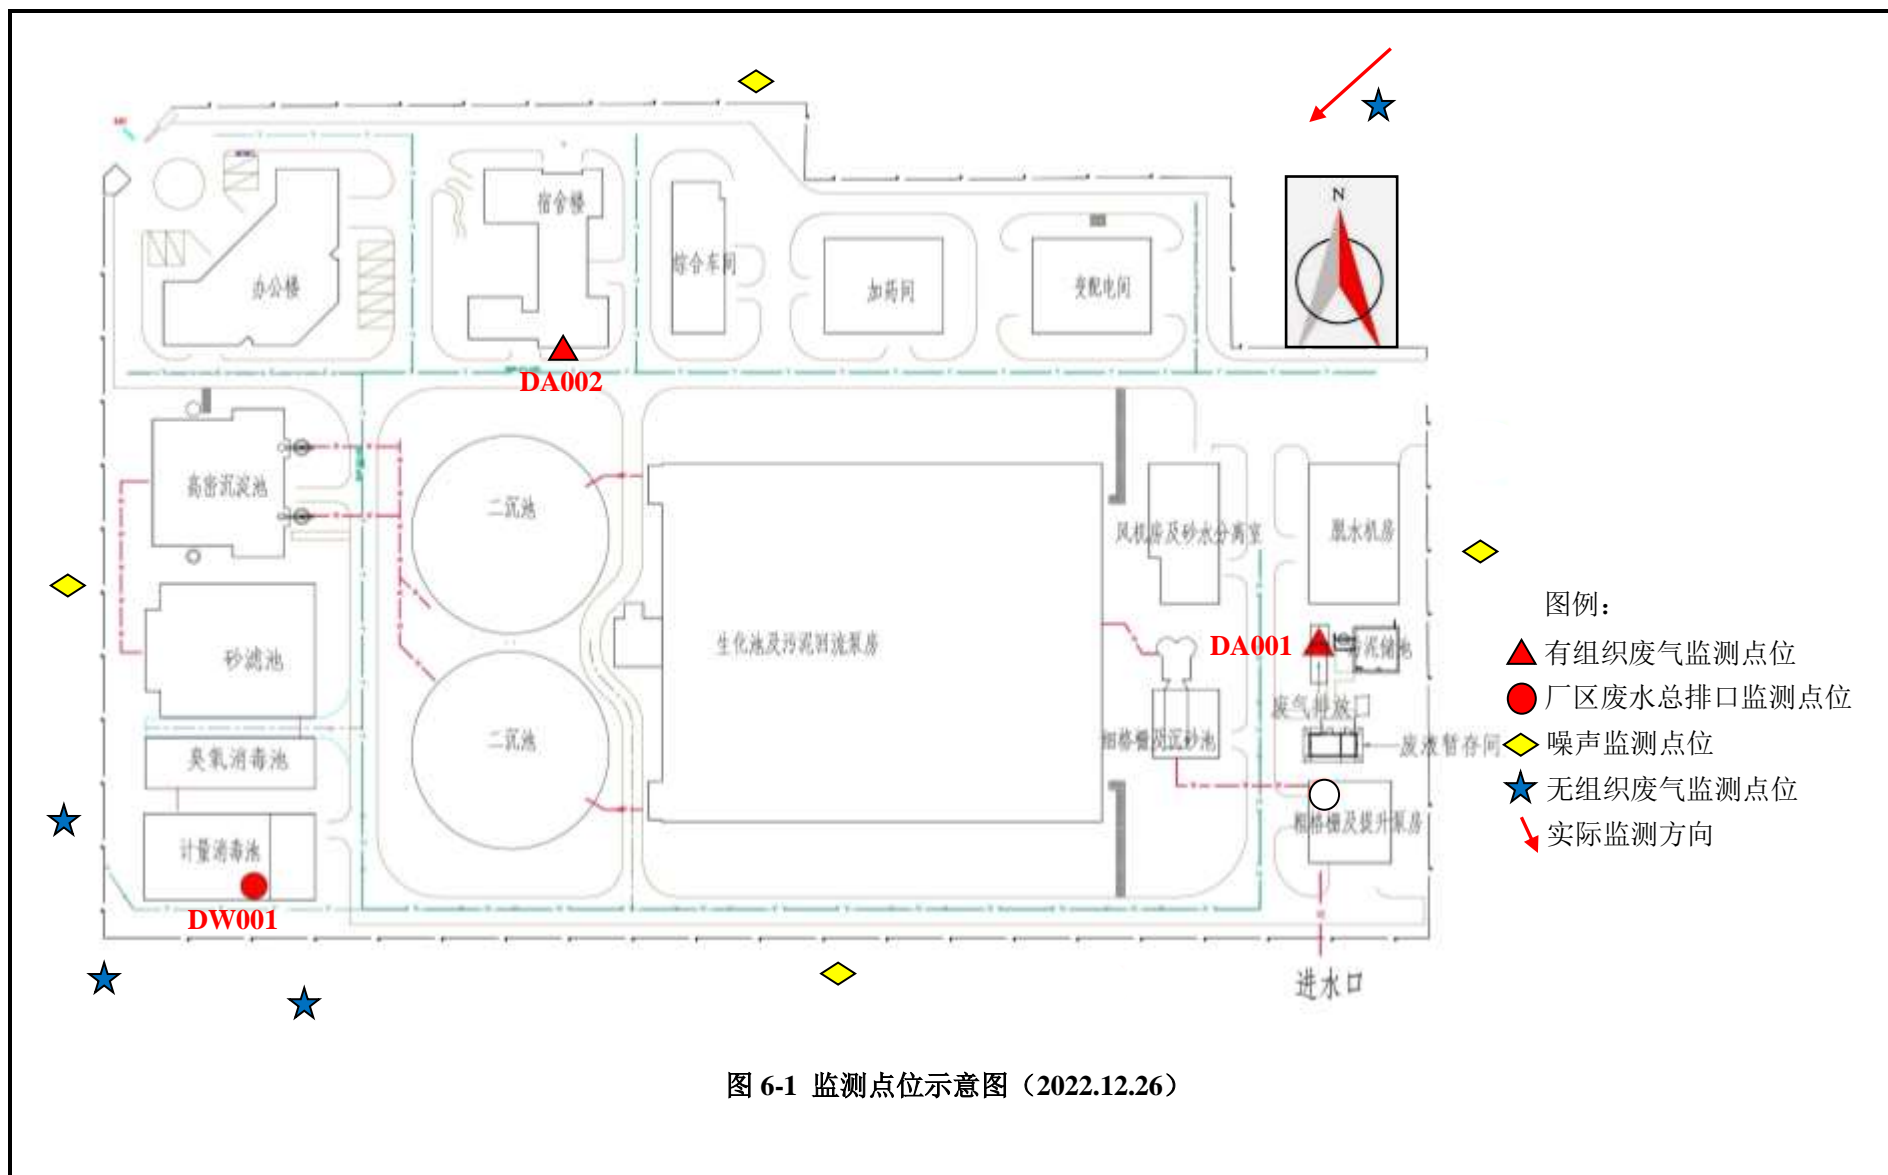 N
宿舍楼
综合车间
办公楼
加药间
变配电间
DA002
高密沉淀池
二沉池
风机房及砂水分离室
脱水机房
图例：
生化池及污泥回流泵房
DA001
污泥储池
有组织废气监测点位
砂滤池
厂区废水总排口监测点位
废气排放口
二沉池
细格栅及沉砂池
废液暂存间
噪声监测点位
臭氧消毒池
无组织废气监测点位
粗格栅及提升泵房
实际监测方向
计量消毒池
DW001
进水口
图 6-1 监测点位示意图（2022.12.26）